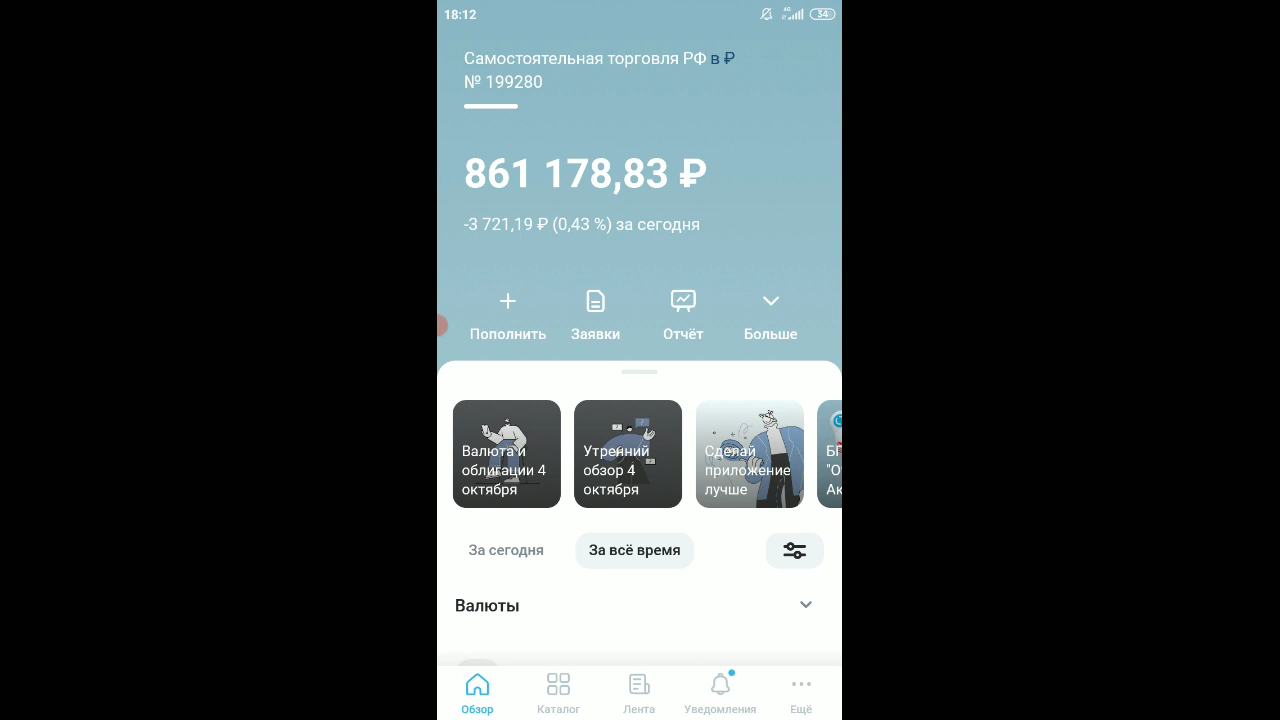 18:12
4G
34
Самостоятельная торговля РФ в ₽
№ 199280
861 178,83 ₽
-3 721,19 ₽ (0,43 %) за сегодня
Пополнить Заявки Отчёт Больше
Валюта и
облигации 4
октября
Утренний
обзор 4
октября
Сделай
приложение
лучше
За сегодня За всё время
Валюты
Обзор Каталог Лента Уведомления Ещё